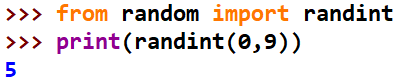 >>> from random import randint
>>> print(randint(0,9))
5